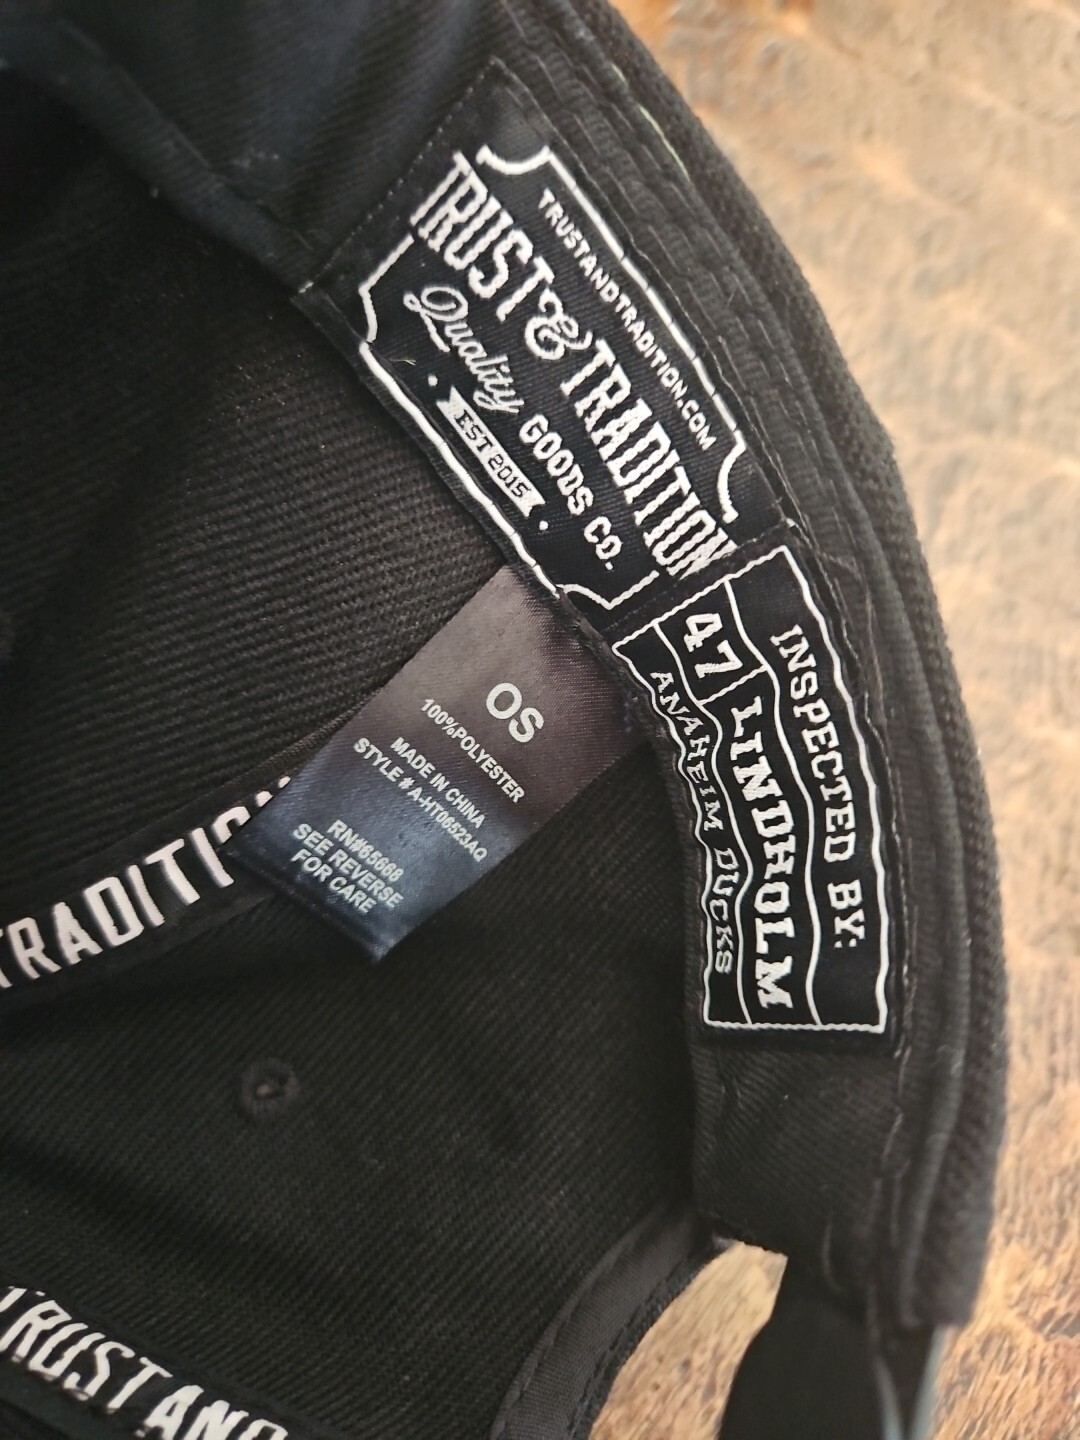 TRUSTANDTRADITION.COM
TRUST & TRADITION
Quality GOODS CO.
EST 2015
INSPECTED BY:
47 LINDHOLM
ANAHEIM DUCKS
OS
100%POLYESTER
MADE IN CHINA
STYLE # A-HT06523AQ
RN#65668
SEE REVERSE
FOR CARE
TRADITION
TRUST AND